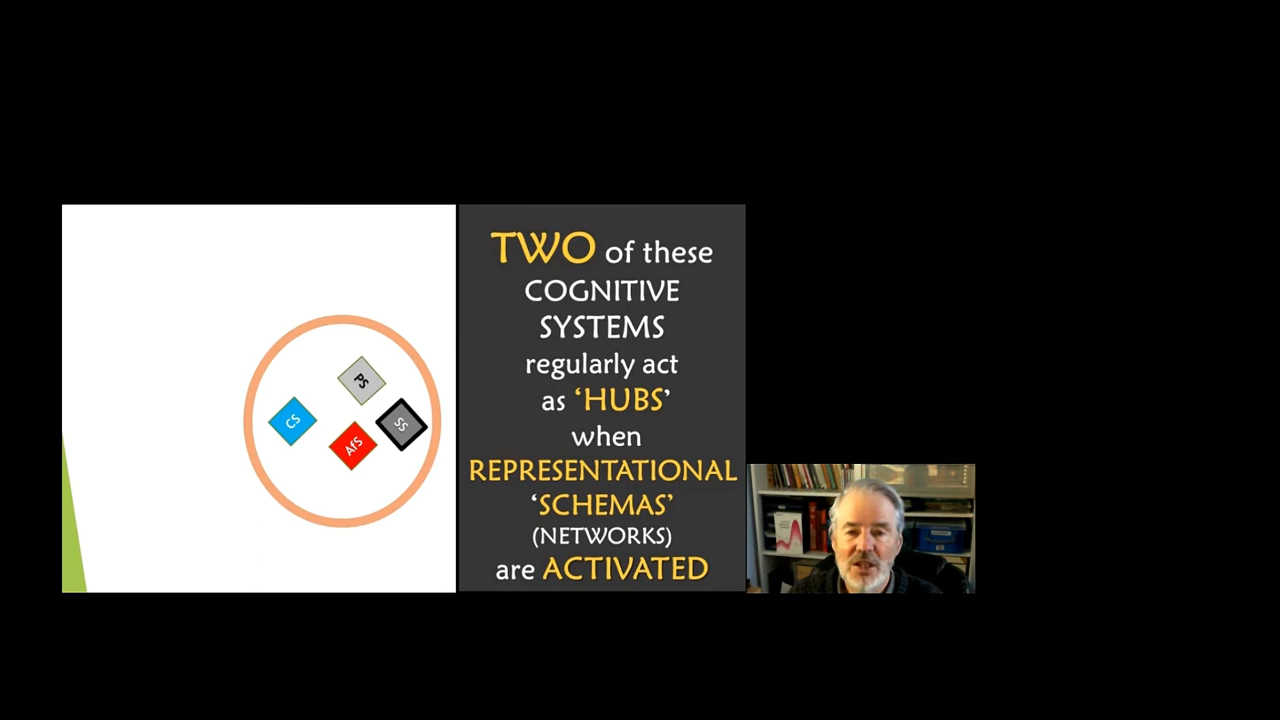 PS
CS
SS
AfS
TWO of these
COGNITIVE
SYSTEMS
regularly act
as ‘HUBS’
when
REPRESENTATIONAL
‘SCHEMAS’
(NETWORKS)
are ACTIVATED